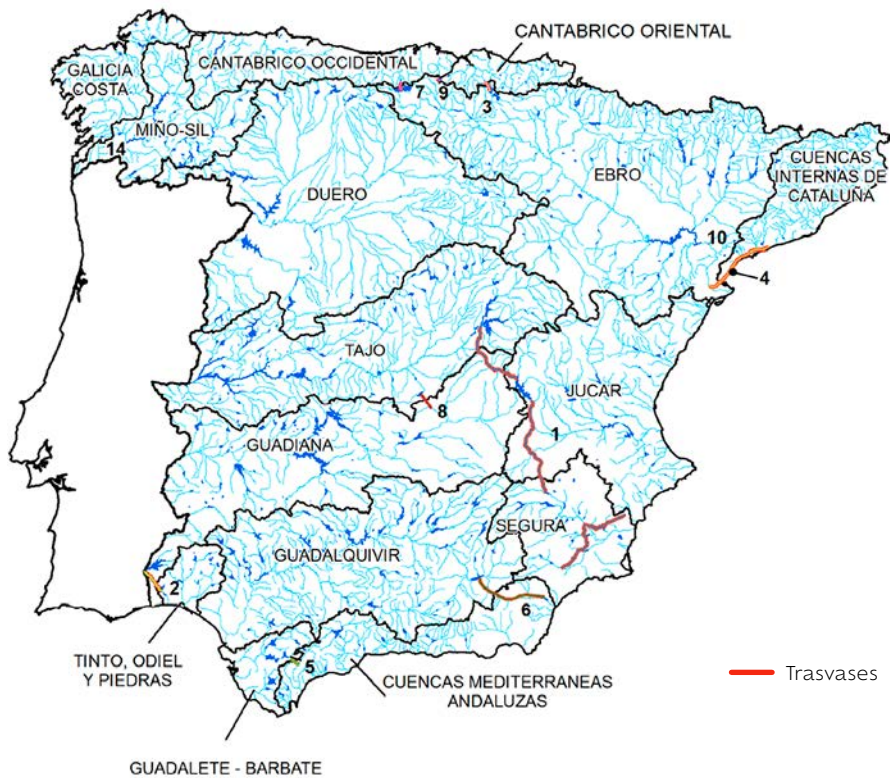 CANTABRICO ORIENTAL
GALICIA
COSTA
CANTABRICO OCCIDENTAL
7
9
3
MIÑO-SIL
14
CUENCAS
INTERNAS DE
CATALUÑA
EBRO
DUERO
10
4
TAJO
JUCAR
8
1
GUADIANA
SEGURA
GUADALQUIVIR
2
6
5
TINTO, ODIEL
Y PIEDRAS
CUENCAS MEDITERRANEAS
ANDALUZAS
Trasvases
GUADALETE - BARBATE